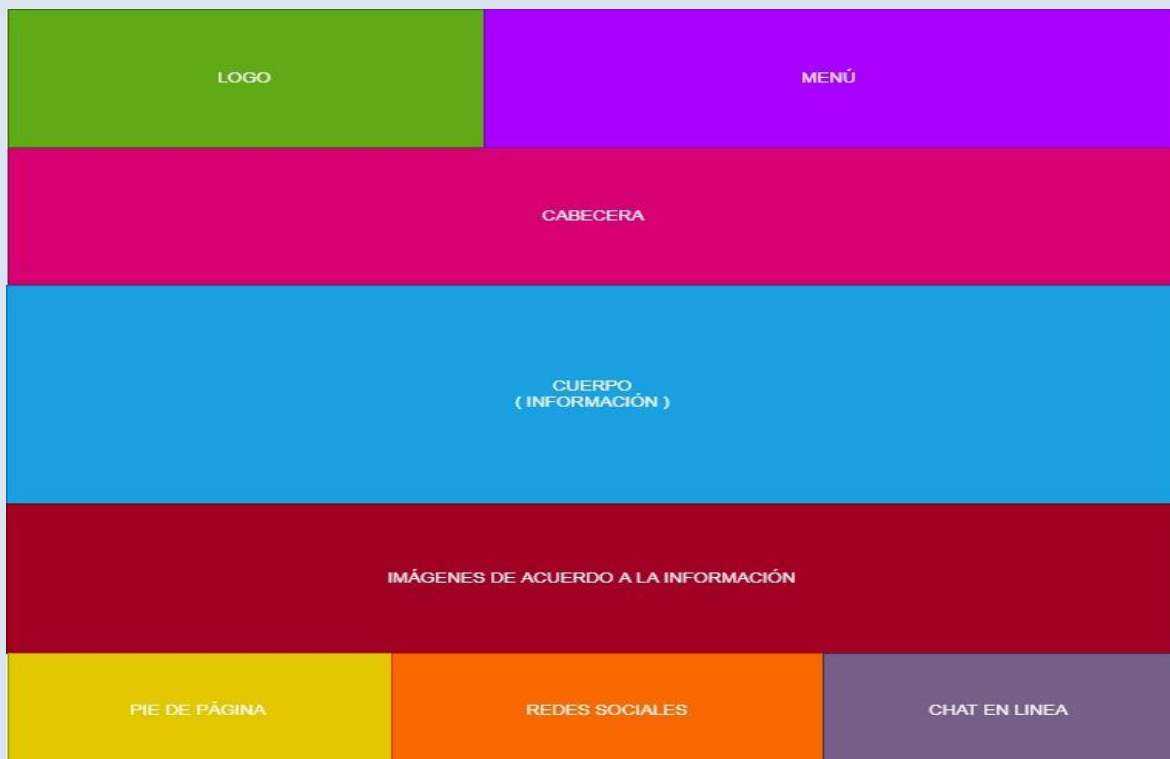 LOGO
MENÚ
CABECERA
CUERPO
( INFORMACIÓN )
IMÁGENES DE ACUERDO A LA INFORMACIÓN
PIE DE PÁGINA
REDES SOCIALES
CHAT EN LINEA